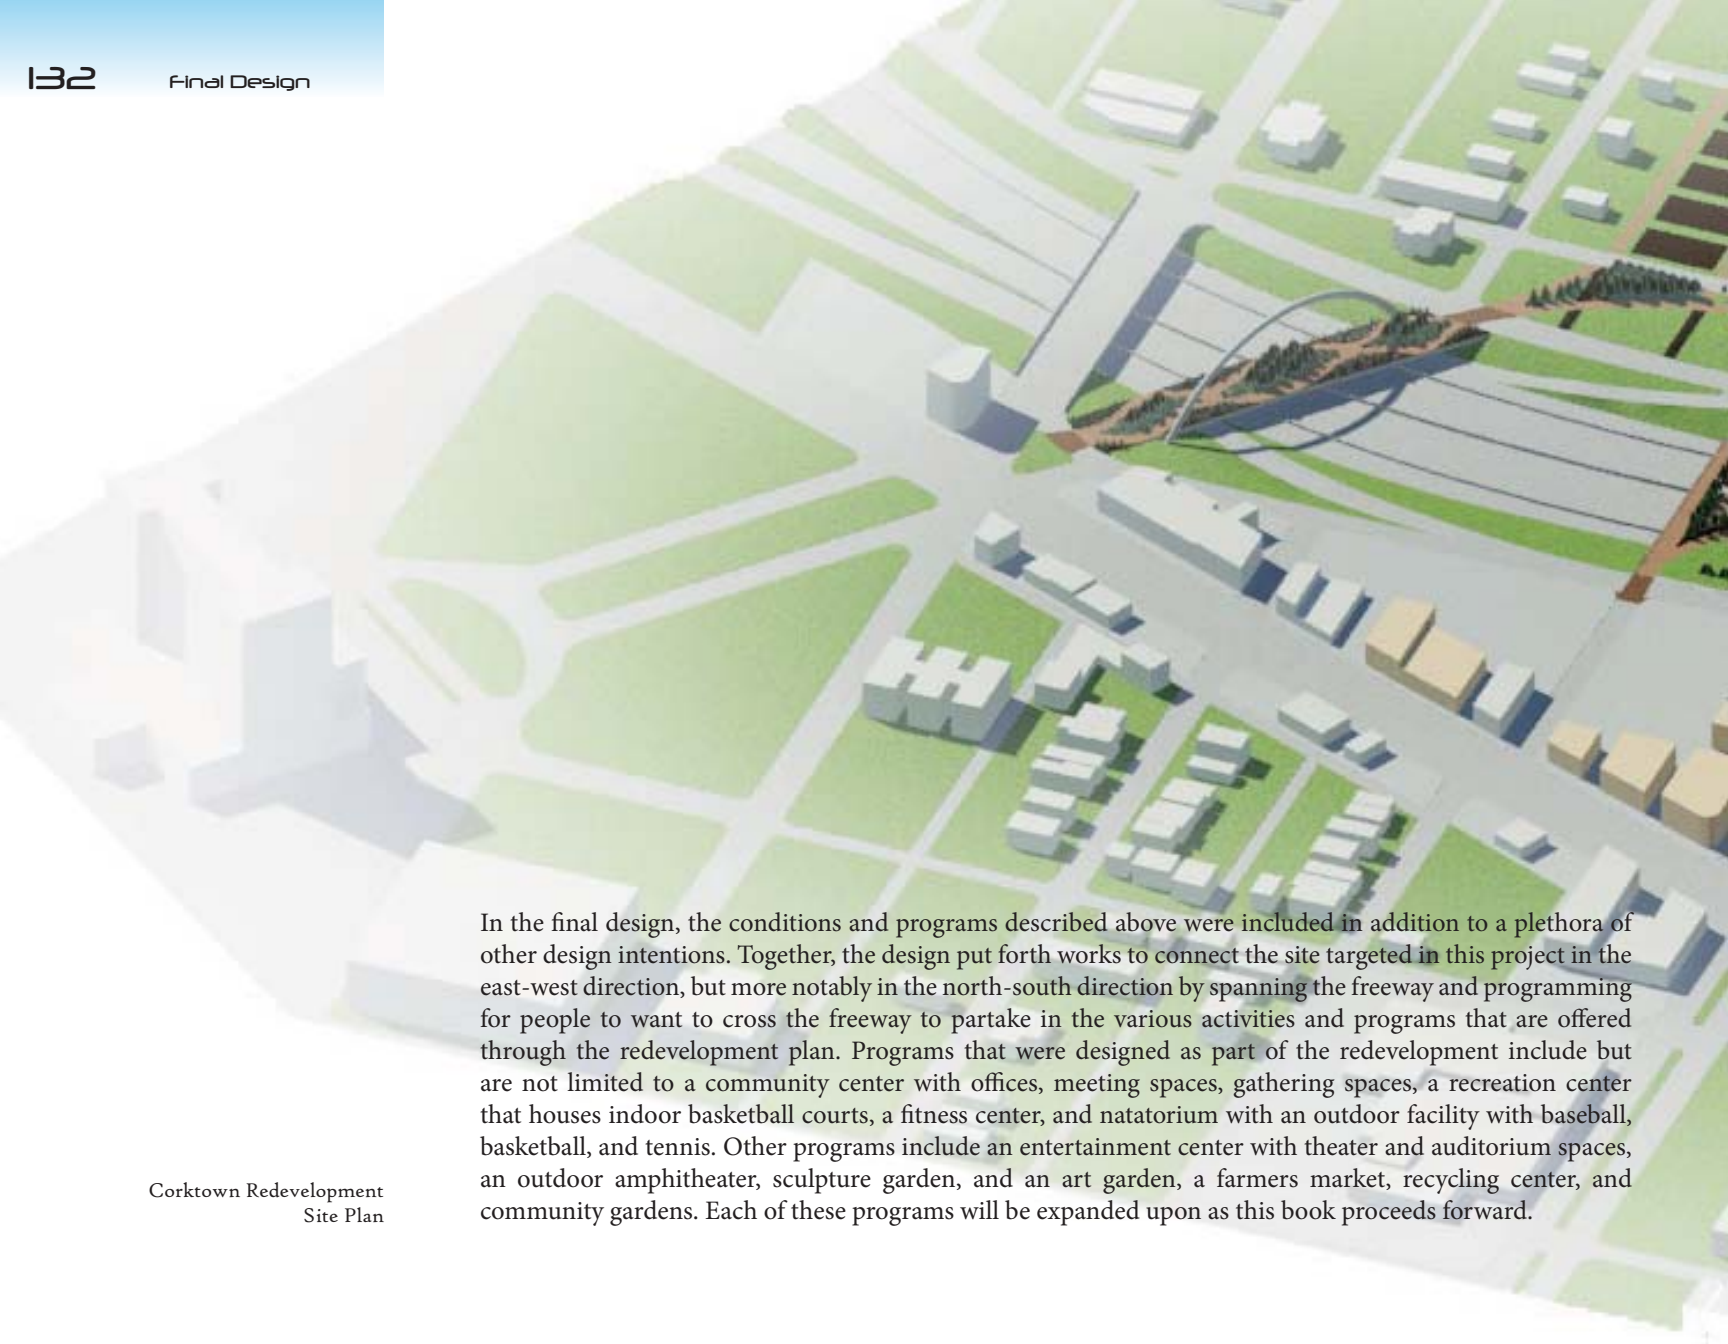 132
Final Design
In the final design, the conditions and programs described above were included in addition to a plethora of
other design intentions. Together, the design put forth works to connect the site targeted in this project in the
east-west direction, but more notably in the north-south direction by spanning the freeway and programming
for people to want to cross the freeway to partake in the various activities and programs that are offered
through the redevelopment plan. Programs that were designed as part of the redevelopment include but
are not limited to a community center with offices, meeting spaces, gathering spaces, a recreation center
that houses indoor basketball courts, a fitness center, and natatorium with an outdoor facility with baseball,
basketball, and tennis. Other programs include an entertainment center with theater and auditorium spaces,
an outdoor amphitheater, sculpture garden, and an art garden, a farmers market, recycling center, and
community gardens. Each of these programs will be expanded upon as this book proceeds forward.
Corktown Redevelopment
Site Plan